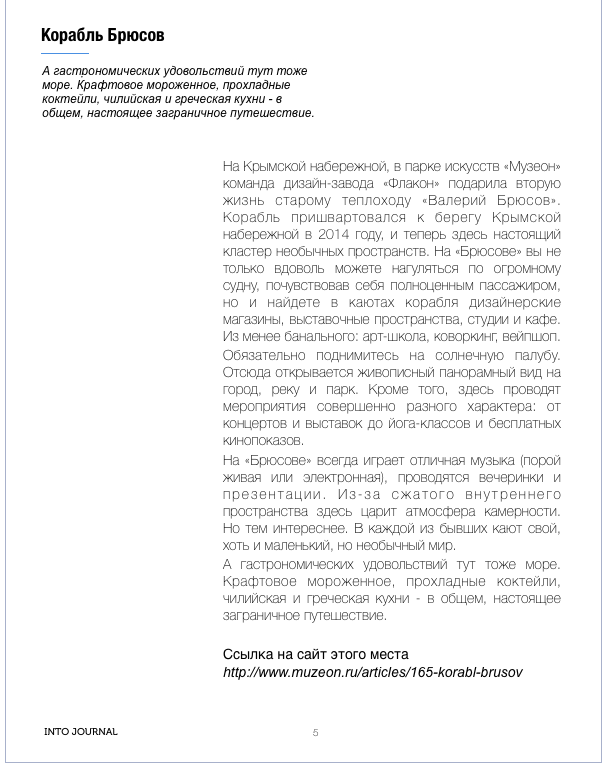 Корабль Брюсов
А гастрономических удовольствий тут тоже
море. Крафтовое мороженное, прохладные
коктейли, чилийская и греческая кухни - в
общем, настоящее заграничное путешествие.
На Крымской набережной, в парке искусств «Музеон»
команда дизайн-завода «Флакон» подарила вторую
жизнь старому теплоходу «Валерий Брюсов».
Корабль пришвартовался к берегу Крымской
набережной в 2014 году, и теперь здесь настоящий
кластер необычных пространств. На «Брюсове» вы не
только вдоволь можете нагуляться по огромному
судну, почувствовав себя полноценным пассажиром,
но и найдете в каютах корабля дизайнерские
магазины, выставочные пространства, студии и кафе.
Из менее банального: арт-школа, коворкинг, вейпшоп.
Обязательно поднимитесь на солнечную палубу.
Отсюда открывается живописный панорамный вид на
город, реку и парк. Кроме того, здесь проводят
мероприятия совершенно разного характера: от
концертов и выставок до йога-классов и бесплатных
кинопоказов.
На «Брюсове» всегда играет отличная музыка (порой
живая или электронная), проводятся вечеринки и
презентации. Из-за сжатого внутреннего
пространства здесь царит атмосфера камерности.
Но тем интереснее. В каждой из бывших кают свой,
хоть и маленький, но необычный мир.
А гастрономических удовольствий тут тоже море.
Крафтовое мороженное, прохладные коктейли,
чилийская и греческая кухни - в общем, настоящее
заграничное путешествие.
Ссылка на сайт этого места
http://www.muzeon.ru/articles/165-korabl-brusov
INTO JOURNAL
5